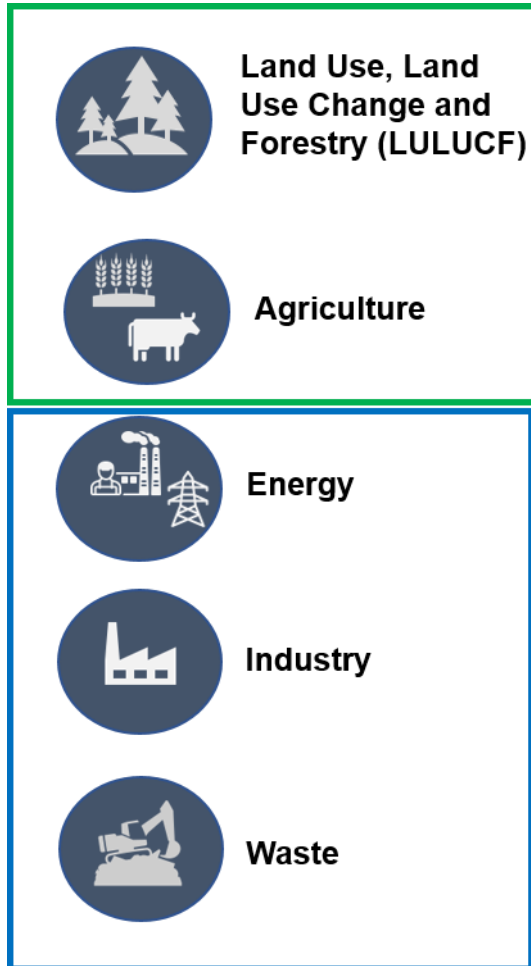 Land Use, Land
Use Change and
Forestry (LULUCF)
Agriculture
Energy
Industry
Waste